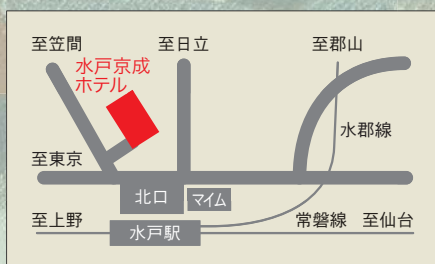 至笠間
至日立
至郡山
水戸京成
ホテル
水郡線
至東京
北口
マイム
至上野
水戸駅
常磐線 至仙台